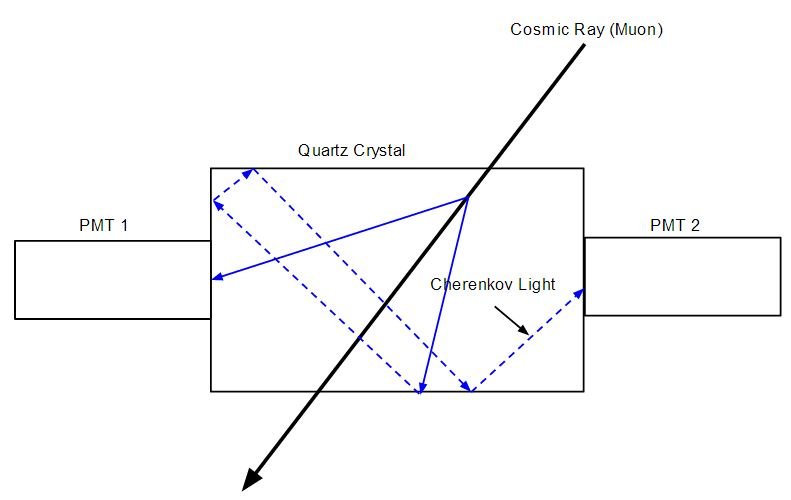 Cosmic Ray (Muon)
Quartz Crystal
PMT 1
PMT 2
Cherenkov Light